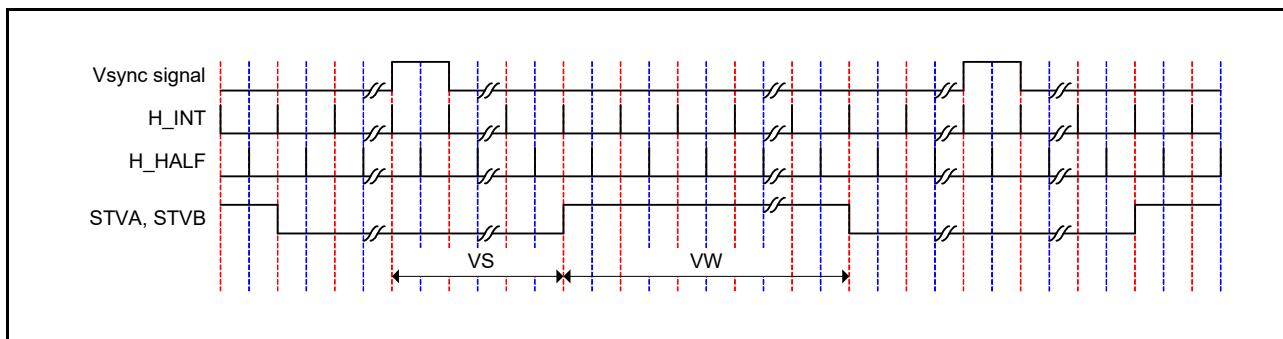 Vsync signal
H_INT
H_HALF
STVA, STVB
VS VW